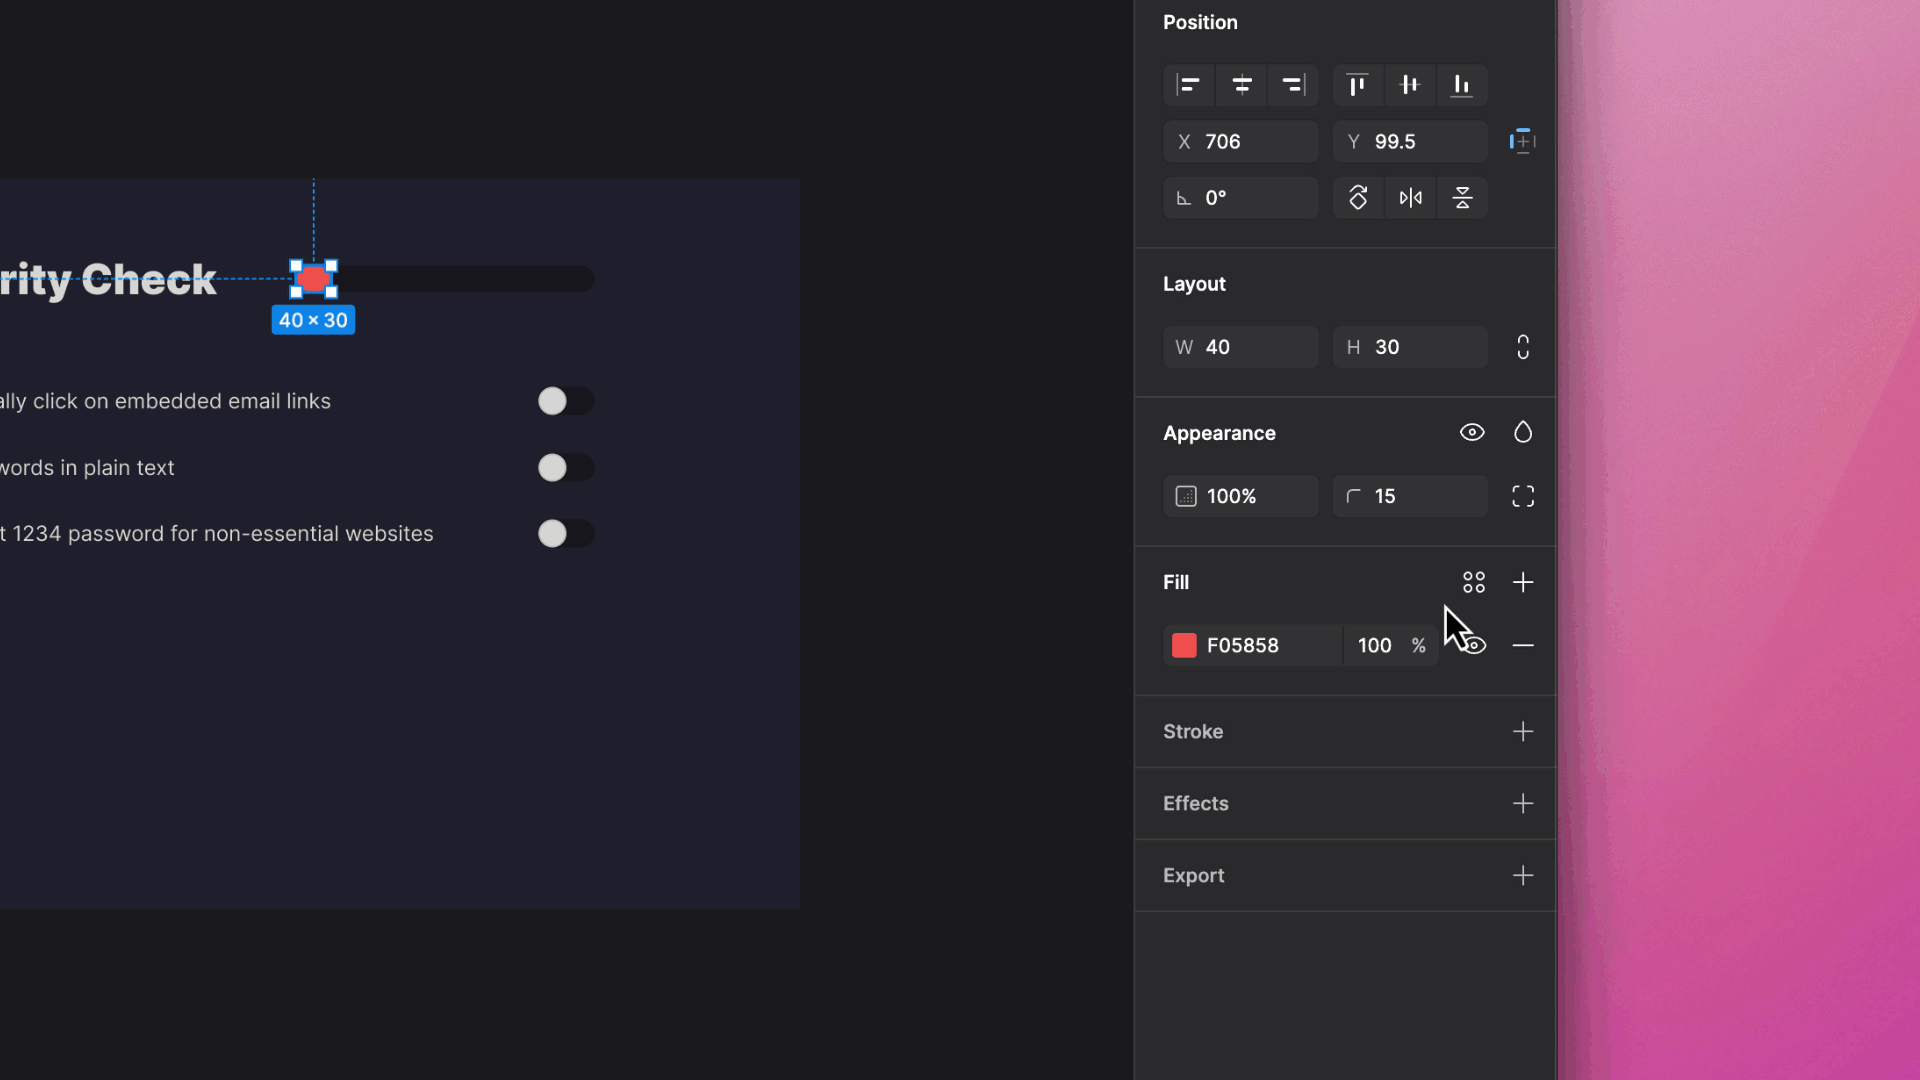 Position
X 706
Y 99.5
0°
rity Check
40 × 30
Layout
W 40
H 30
ally click on embedded email links
words in plain text
t 1234 password for non-essential websites
Appearance
100%
15
Fill
F05858
100 %
Stroke
Effects
Export